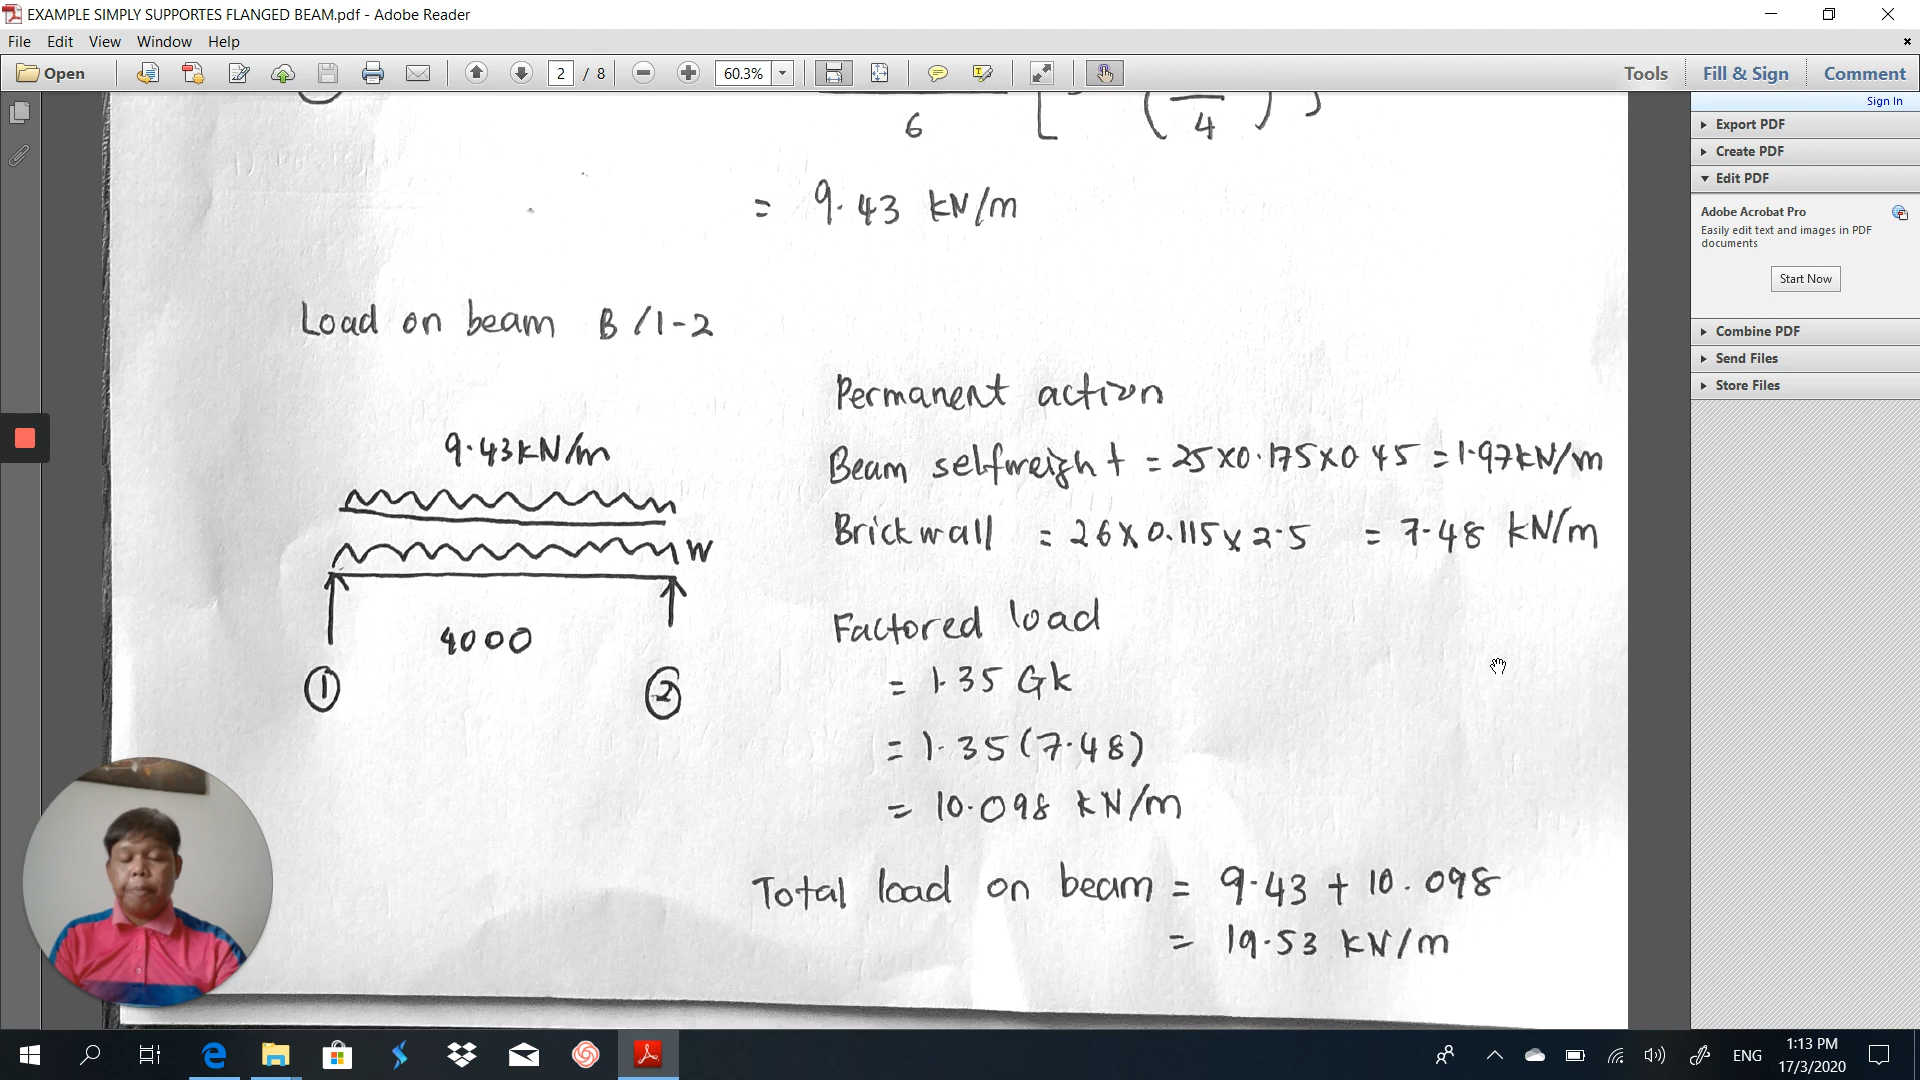 EXAMPLE SIMPLY SUPPORTES FLANGED BEAM.pdf - Adobe Reader
File Edit View Window Help
Open 2 / 8 60.3% Tools Fill & Sign Comment
Sign In
Export PDF
Create PDF
Edit PDF
Adobe Acrobat Pro
Easily edit text and images in PDF
documents
Start Now
Combine PDF
Send Files
Store Files
6 [ ( 4 ) ]
= 9.43 kN/m
Load on beam B/1-2
9.43kN/m
W
4000
1 2
Permanent action
Beam selfweight = 25x0.175x0.45 = 1.97kN/m
Brickwall = 26x0.115x2.5 = 7.48 kN/m
Factored load
= 1.35 Gk
= 1.35(7.48)
= 10.098 kN/m
Total load on beam = 9.43 + 10.098
= 19.53 kN/m
ENG
1:13 PM
17/3/2020